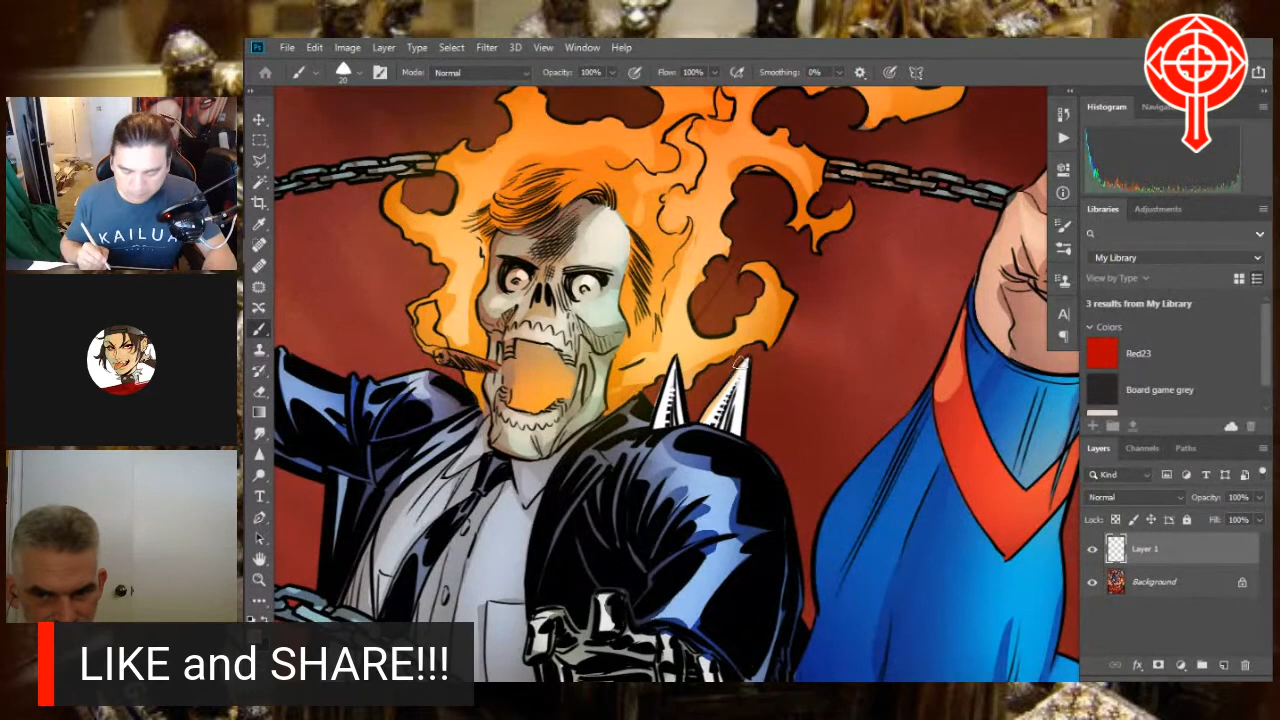 Ps File Edit Image Layer Type Select Filter 3D View Window Help
20 Mode: Normal Opacity: 100% Flow: 100% Smoothing: 0%
Histogram
Libraries Adjustments
My Library
View by Type
3 results from My Library
Colors
Red23
Board game grey
Layers Channels Paths
Kind
Normal Opacity: 100%
Lock: Fill: 100%
Layer 1
Background
KAILUA
LIKE and SHARE!!!